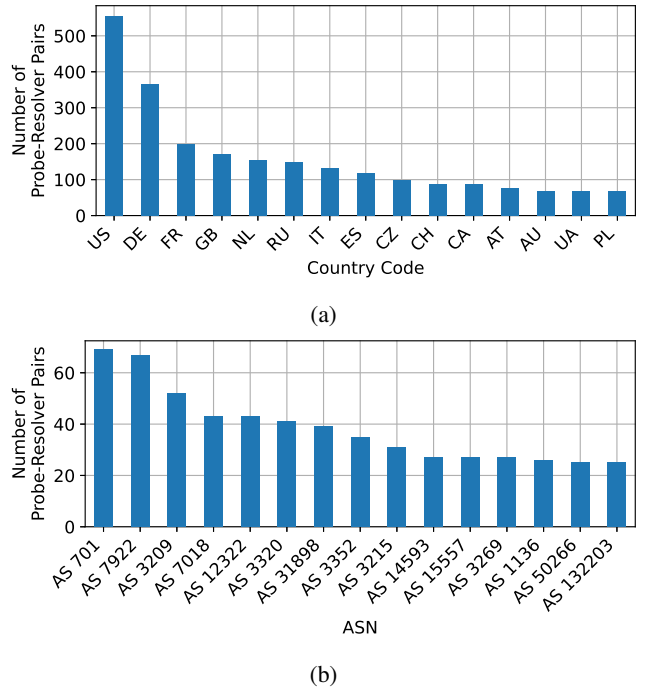 Number of
Probe-Resolver Pairs
500
400
300
200
100
0
US DE FR GB NL RU IT ES CZ CH CA AT AU UA PL
Country Code
(a)
Number of
Probe-Resolver Pairs
60
40
20
0
AS 701 AS 7922 AS 3209 AS 7018 AS 12322 AS 3320 AS 31898 AS 3352 AS 3215 AS 14593 AS 15557 AS 3269 AS 1136 AS 50266 AS 132203
ASN
(b)